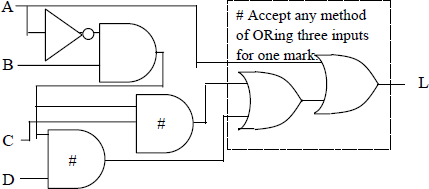 A
# Accept any method
of ORing three inputs
for one mark.
B
L
#
C
#
D